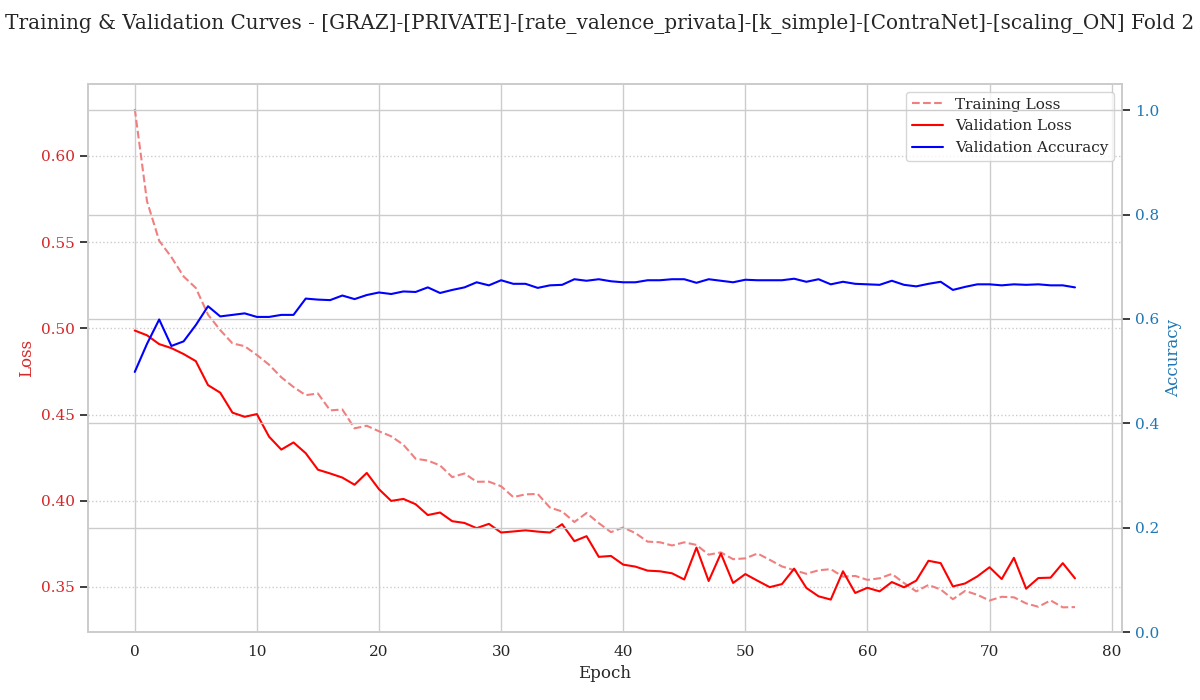 Training & Validation Curves - [GRAZ]-[PRIVATE]-[rate_valence_privata]-[k_simple]-[ContraNet]-[scaling_ON] Fold 2
Training Loss
Validation Loss
Validation Accuracy
0.60
0.55
0.50
0.45
0.40
0.35
Loss
1.0
0.8
0.6
0.4
0.2
0.0
Accuracy
0 10 20 30 40 50 60 70 80
Epoch